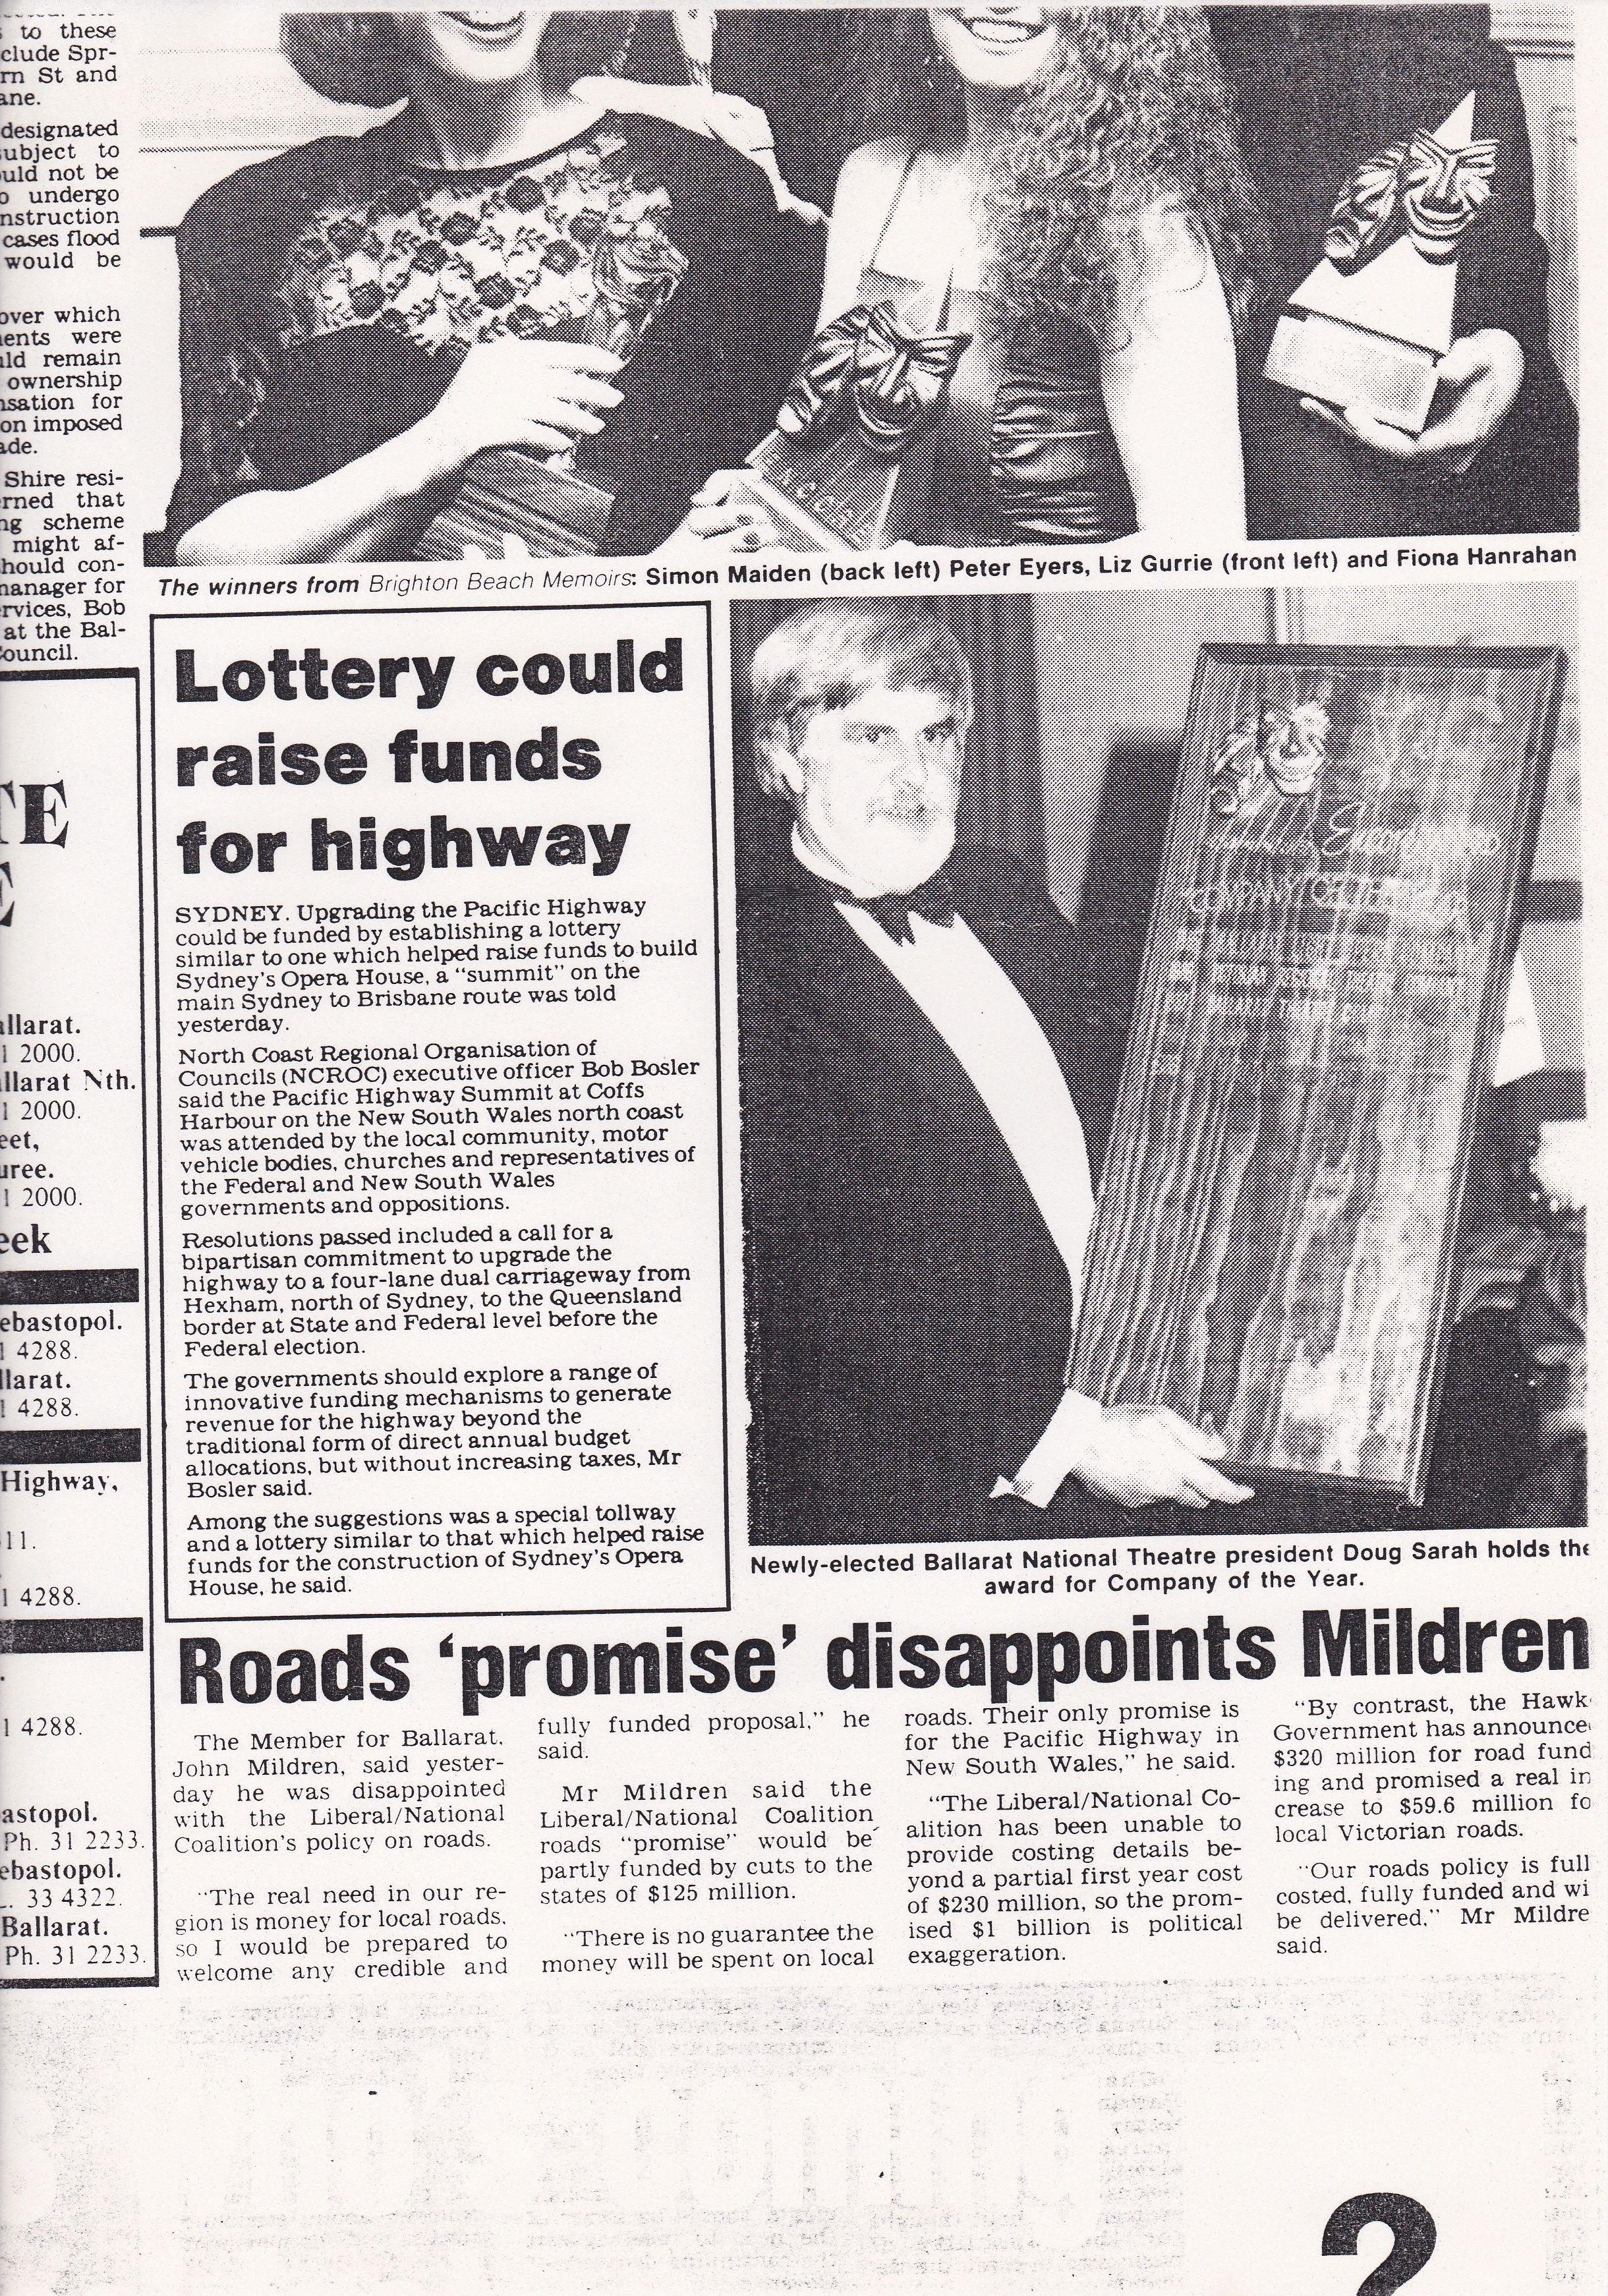 s to these
clude Spr-
rn St and
ane.
designated
subject to
uld not be
o undergo
nstruction
cases flood
would be
over which
ments were
uld remain
ownership
nsation for
on imposed
ade.
Shire resi-
rned that
ng scheme
might af-
should con-
manager for
rvices, Bob
at the Bal-
Council.
The winners from Brighton Beach Memoirs: Simon Maiden (back left) Peter Eyers, Liz Gurrie (front left) and Fiona Hanrahan
TE
E
allarat.
1 2000.
allarat Nth.
1 2000.
eet,
uree.
1 2000.
eek
ebastopol.
1 4288.
llarat.
1 4288.
Highway,
11.
1 4288.
1 4288.
astopol.
Ph. 31 2233.
ebastopol.
33 4322.
Ballarat.
Ph. 31 2233.
Lottery could
raise funds
for highway
SYDNEY. Upgrading the Pacific Highway
could be funded by establishing a lottery
similar to one which helped raise funds to build
Sydney's Opera House, a "summit" on the
main Sydney to Brisbane route was told
yesterday.
North Coast Regional Organisation of
Councils (NCROC) executive officer Bob Bosler
said the Pacific Highway Summit at Coffs
Harbour on the New South Wales north coast
was attended by the local community, motor
vehicle bodies, churches and representatives of
the Federal and New South Wales
governments and oppositions.
Resolutions passed included a call for a
bipartisan commitment to upgrade the
highway to a four-lane dual carriageway from
Hexham, north of Sydney, to the Queensland
border at State and Federal level before the
Federal election.
The governments should explore a range of
innovative funding mechanisms to generate
revenue for the highway beyond the
traditional form of direct annual budget
allocations, but without increasing taxes, Mr
Bosler said.
Among the suggestions was a special tollway
and a lottery similar to that which helped raise
funds for the construction of Sydney's Opera
House, he said.
COMPANY OF THE YEAR
Newly-elected Ballarat National Theatre president Doug Sarah holds the
award for Company of the Year.
Roads 'promise' disappoints Mildren
The Member for Ballarat,
John Mildren, said yester-
day he was disappointed
with the Liberal/National
Coalition's policy on roads.
"The real need in our re-
gion is money for local roads,
so I would be prepared to
welcome any credible and
fully funded proposal," he
said.
Mr Mildren said the
Liberal/National Coalition
roads "promise" would be
partly funded by cuts to the
states of $125 million.
"There is no guarantee the
money will be spent on local
roads. Their only promise is
for the Pacific Highway in
New South Wales," he said.
"The Liberal/National Co-
alition has been unable to
provide costing details be-
yond a partial first year cost
of $230 million, so the prom-
ised $1 billion is political
exaggeration.
"By contrast, the Hawk
Government has announce
$320 million for road fund
ing and promised a real in
crease to $59.6 million fo
local Victorian roads.
"Our roads policy is full
costed, fully funded and wi
be delivered," Mr Mildre
said.
?